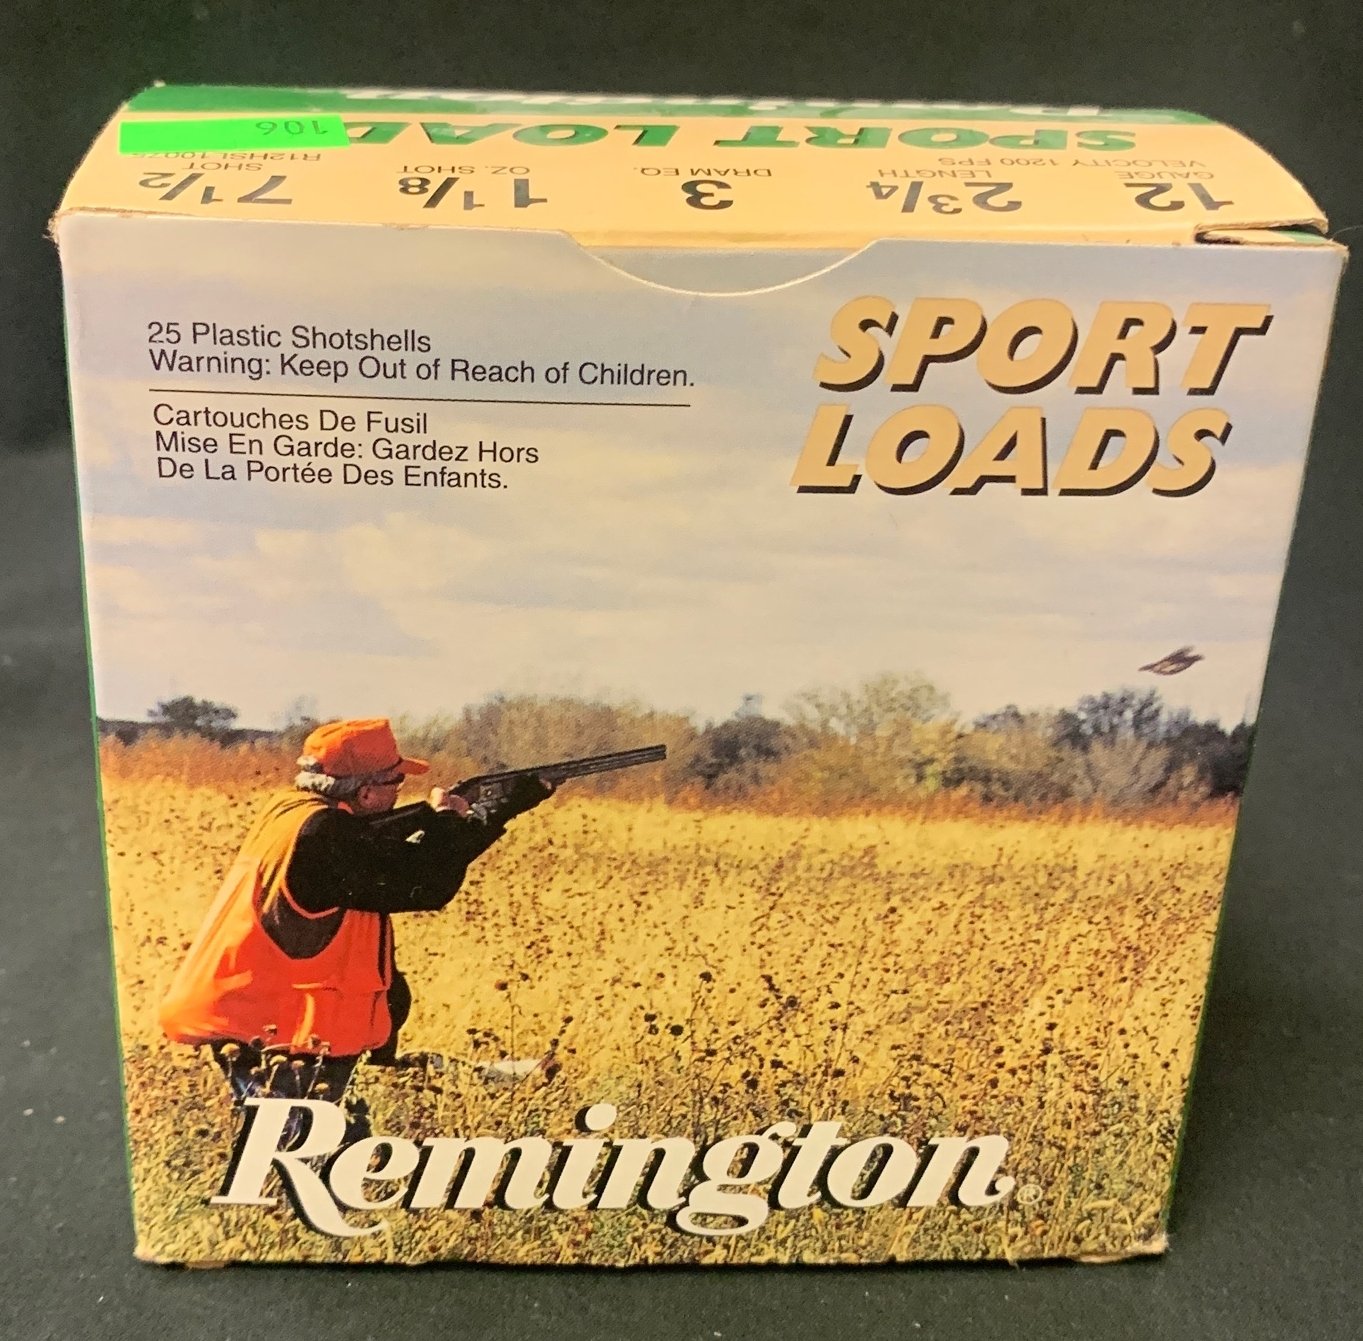 106
SPORT LOAD
12 2 3/4 3 1 1/8 7 1/2
GAUGE LENGTH DRAM EQ. OZ. SHOT SHOT
VELOCITY 1200 FPS
25 Plastic Shotshells
Warning: Keep Out of Reach of Children.
Cartouches De Fusil
Mise En Garde: Gardez Hors
De La Portée Des Enfants.
SPORT
LOADS
Remington®